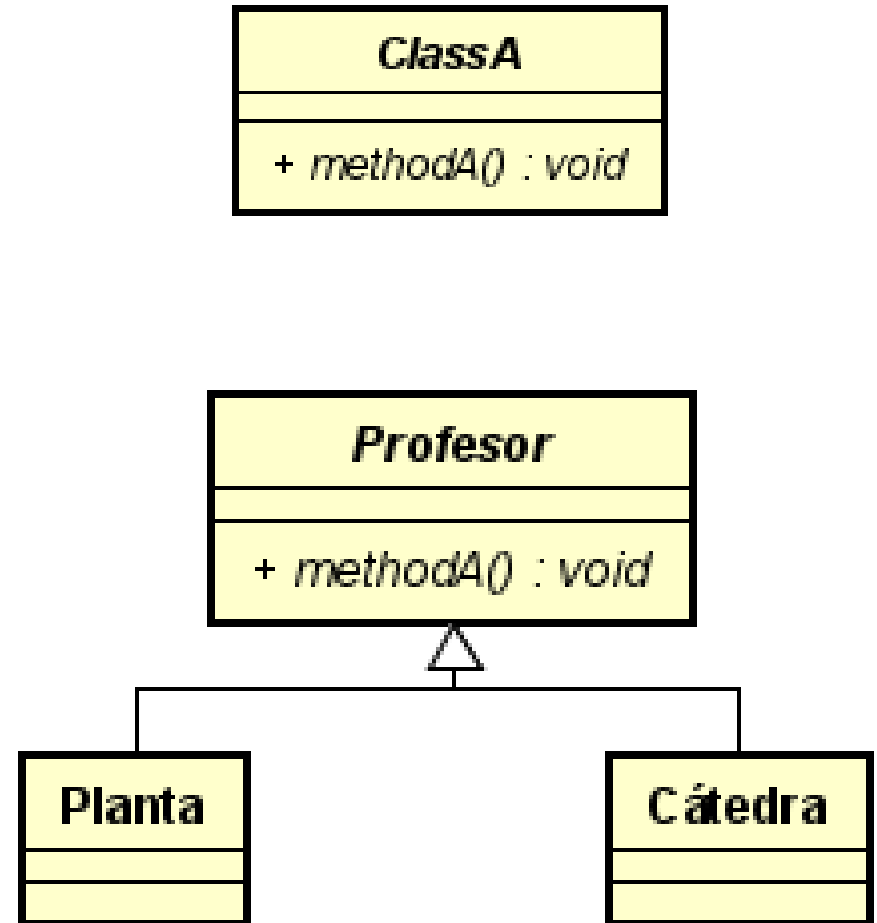 ClassA
+ methodA() : void
Profesor
+ methodA() : void
Planta
Cátedra